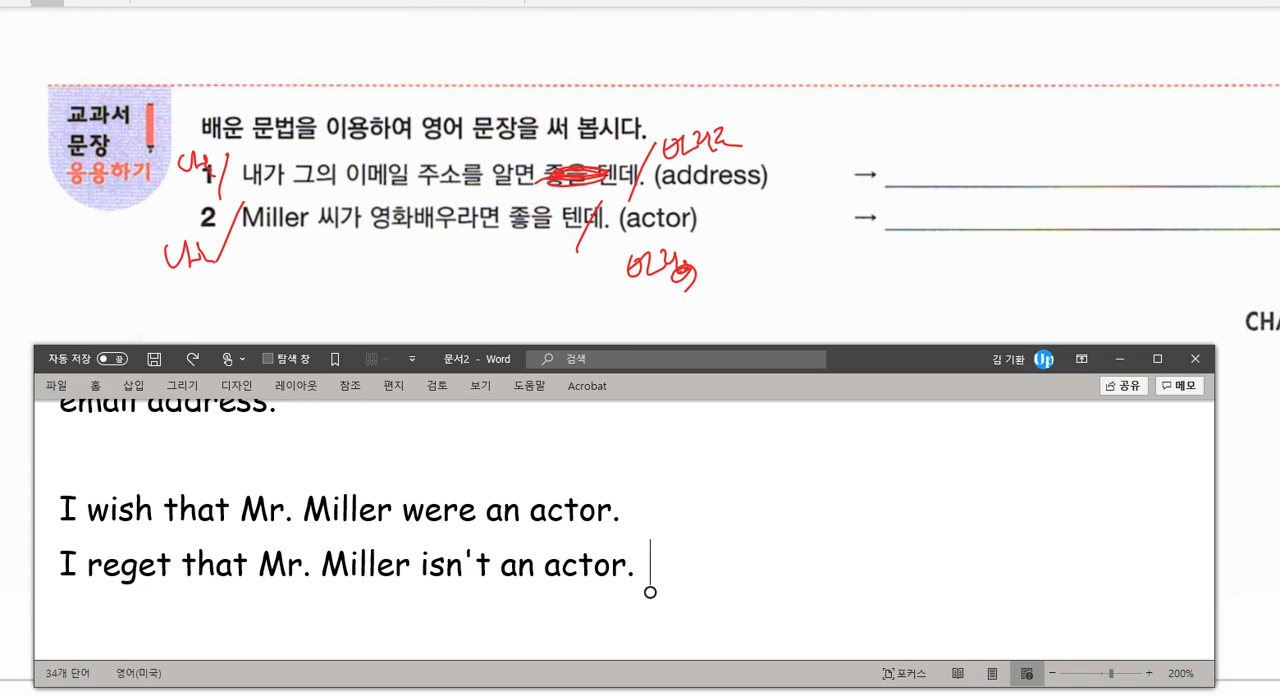 교과서
문장
응용하기
배운 문법을 이용하여 영어 문장을 써 봅시다.
1 내가 그의 이메일 주소를 알면 좋을 텐데. (address) →
2 Miller 씨가 영화배우라면 좋을 텐데. (actor) →
CHA
자동 저장 끔 탐색 창 문서2 - Word 검색 김 기환 Up
파일 홈 삽입 그리기 디자인 레이아웃 참조 편지 검토 보기 도움말 Acrobat 공유 메모
email address.
I wish that Mr. Miller were an actor.
I reget that Mr. Miller isn't an actor.
34개 단어 영어(미국) 포커스 200%